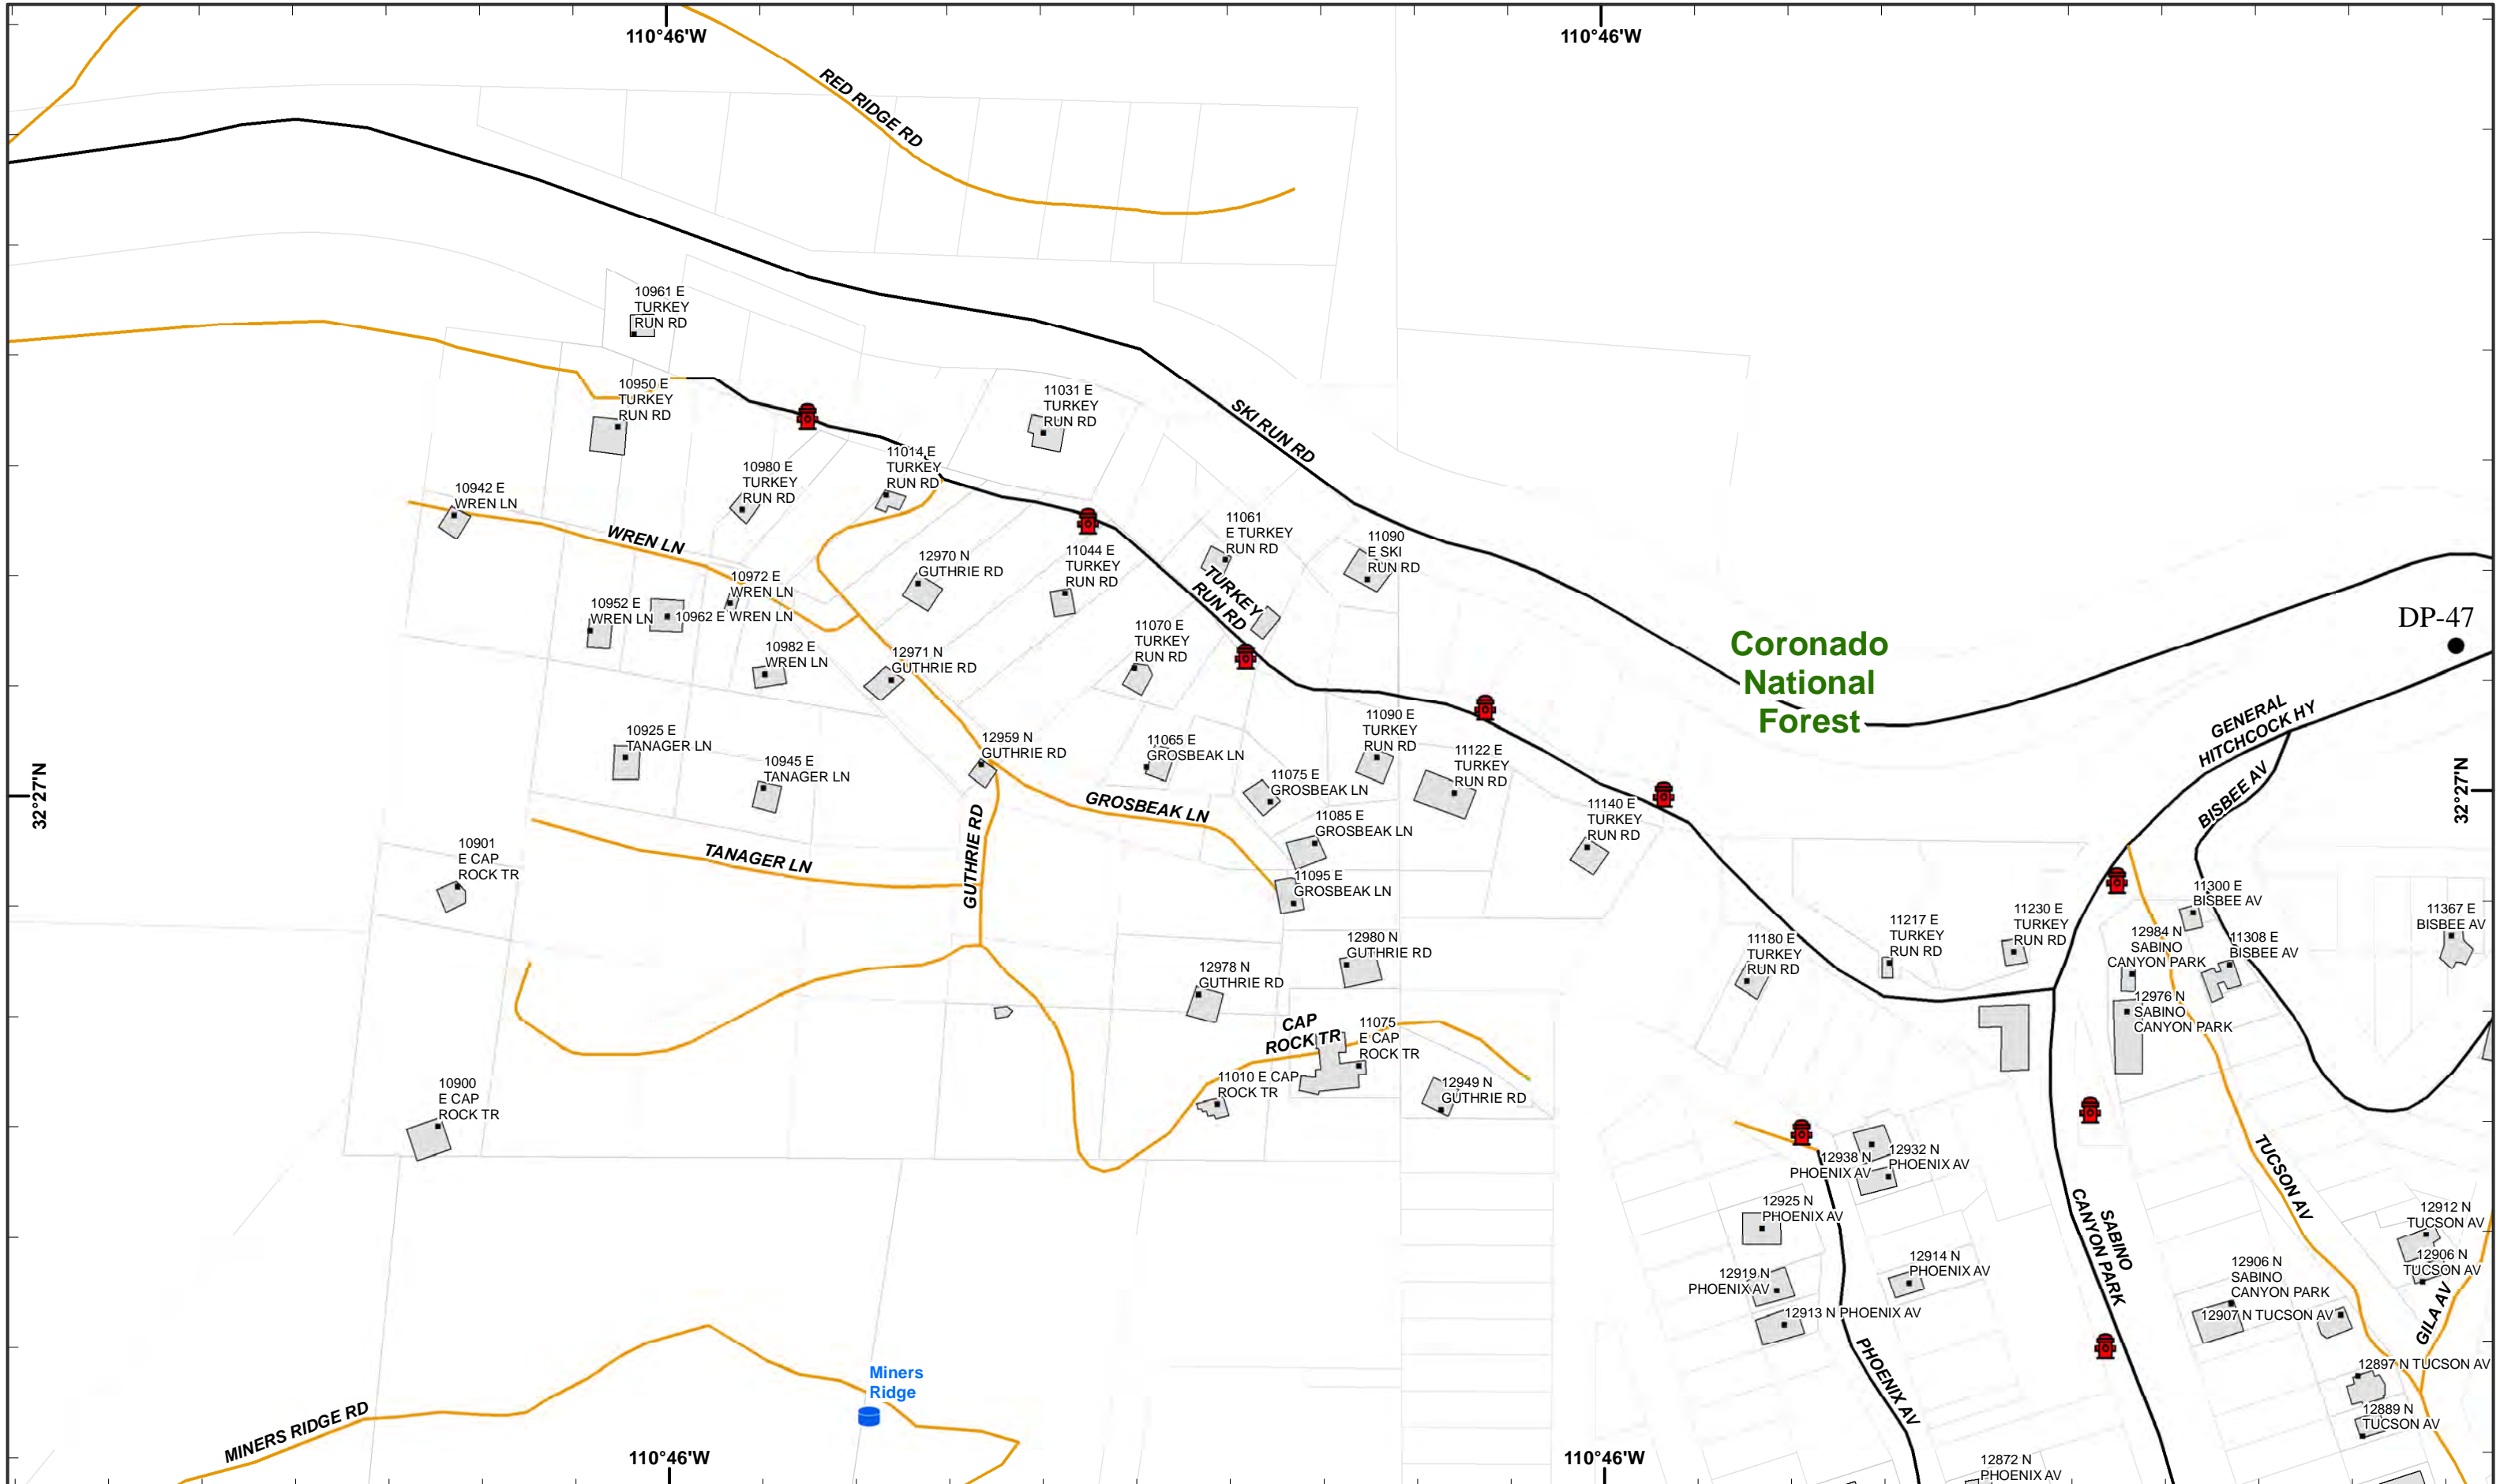 110°46'W
110°46'W
RED RIDGE RD
10961 E
TURKEY
RUN RD
10950 E
TURKEY
RUN RD
11031 E
TURKEY
RUN RD
SKI RUN RD
11014 E
TURKEY
RUN RD
10980 E
TURKEY
RUN RD
10942 E
WREN LN
WREN LN
11061
E TURKEY
RUN RD
11090
E SKI
RUN RD
12970 N
GUTHRIE RD
11044 E
TURKEY
RUN RD
10972 E
WREN LN
10952 E
WREN LN
10962 E WREN LN
TURKEY
RUN RD
DP-47
11070 E
TURKEY
RUN RD
10982 E
WREN LN
12971 N
GUTHRIE RD
Coronado
National
Forest
GENERAL
HITCHCOCK HY
10925 E
TANAGER LN
10945 E
TANAGER LN
12959 N
GUTHRIE RD
11065 E
GROSBEAK LN
11090 E
TURKEY
RUN RD
11122 E
TURKEY
RUN RD
11075 E
GROSBEAK LN
BISBEE AV
32°27'N
32°27'N
GROSBEAK LN
11085 E
GROSBEAK LN
11140 E
TURKEY
RUN RD
GUTHRIE RD
TANAGER LN
10901
E CAP
ROCK TR
11095 E
GROSBEAK LN
11300 E
BISBEE AV
11367 E
BISBEE AV
11217 E
TURKEY
RUN RD
11230 E
TURKEY
RUN RD
12984 N
SABINO
CANYON PARK
11308 E
BISBEE AV
11180 E
TURKEY
RUN RD
12980 N
GUTHRIE RD
12978 N
GUTHRIE RD
12976 N
SABINO
CANYON PARK
CAP
ROCK TR
11075
E CAP
ROCK TR
11010 E CAP
ROCK TR
12949 N
GUTHRIE RD
10900
E CAP
ROCK TR
12938 N
PHOENIX AV
12932 N
PHOENIX AV
TUCSON AV
12925 N
PHOENIX AV
SABINO
CANYON PARK
12912 N
TUCSON AV
12914 N
PHOENIX AV
12906 N
SABINO
CANYON PARK
12906 N
TUCSON AV
12919 N
PHOENIX AV
12913 N PHOENIX AV
12907 N TUCSON AV
GILA AV
PHOENIX AV
12897 N TUCSON AV
Miners
Ridge
12889 N
TUCSON AV
MINERS RIDGE RD
110°46'W
110°46'W
12872 N
PHOENIX AV